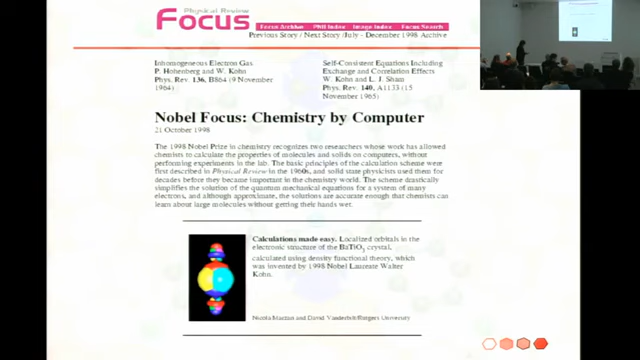 Physical Review
Focus
Focus Archive PNU Index Image Index Focus Search
Previous Story / Next Story /July - December 1998 Archive
Inhomogeneous Electron Gas
P. Hohenberg and W. Kohn
Phys. Rev. 136, B864 (9 November
1964)
Self-Consistent Equations Including
Exchange and Correlation Effects
W. Kohn and L. J. Sham
Phys. Rev. 140, A1133 (15
November 1965)
Nobel Focus: Chemistry by Computer
21 October 1998
The 1998 Nobel Prize in chemistry recognizes two researchers whose work has allowed
chemists to calculate the properties of molecules and solids on computers, without
performing experiments in the lab. The basic principles of the calculation scheme were
first described in Physical Review in the 1960s, and solid state physicists used them for
decades before they became important in the chemistry world. The scheme drastically
simplifies the solution of the quantum mechanical equations for a system of many
electrons, and although approximate, the solutions are accurate enough that chemists can
learn about large molecules without getting their hands wet.
Calculations made easy. Localized orbitals in the
electronic structure of the BaTiO3 crystal,
calculated using density functional theory, which
was invented by 1998 Nobel Laureate Walter
Kohn.
Nicola Marzari and David Vanderbilt/Rutgers University